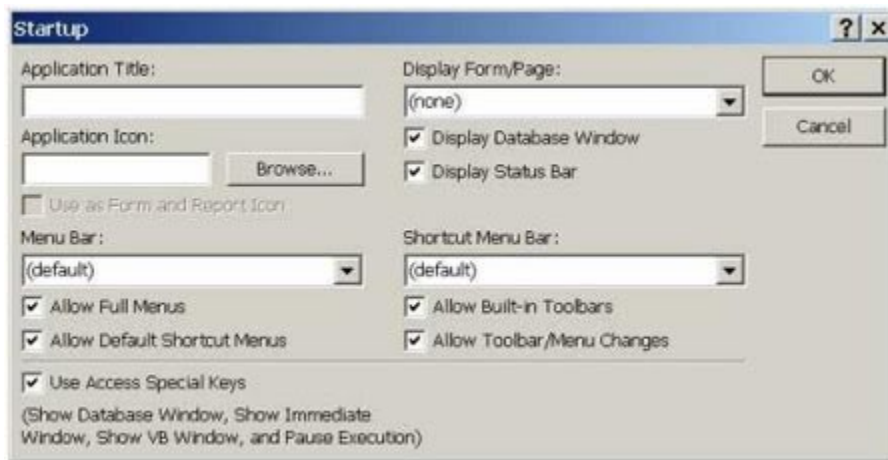 Startup
Application Title:
Display Form/Page:
OK
(none)
Application Icon:
Display Database Window
Cancel
Browse...
Display Status Bar
Use as Form and Report Icon
Menu Bar:
Shortcut Menu Bar:
(default)
(default)
Allow Full Menus
Allow Built-in Toolbars
Allow Default Shortcut Menus
Allow Toolbar/Menu Changes
Use Access Special Keys
(Show Database Window, Show Immediate
Window, Show VB Window, and Pause Execution)